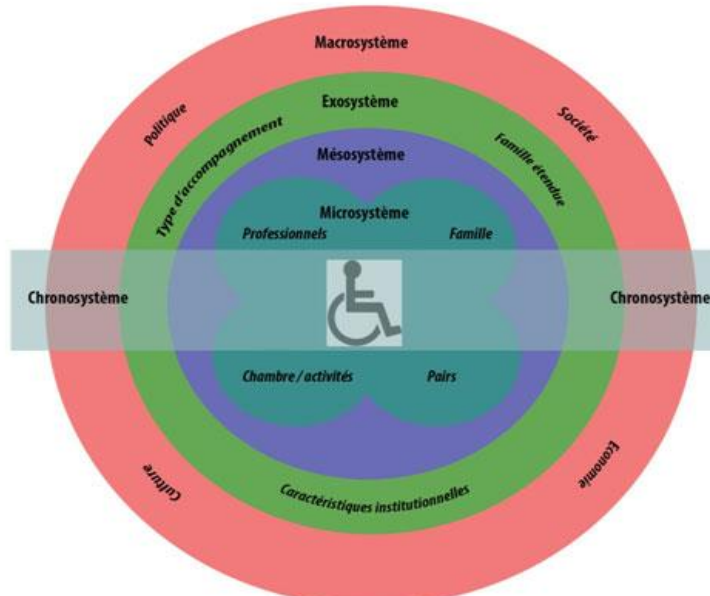 Macrosystème
Politique
Société
Exosystème
Type d'accompagnement
Famille étendue
Mésosystème
Microsystème
Professionnels
Famille
Chronosystème
Chronosystème
Chambre / activités
Pairs
Culture
Economie
Caractéristiques institutionnelles